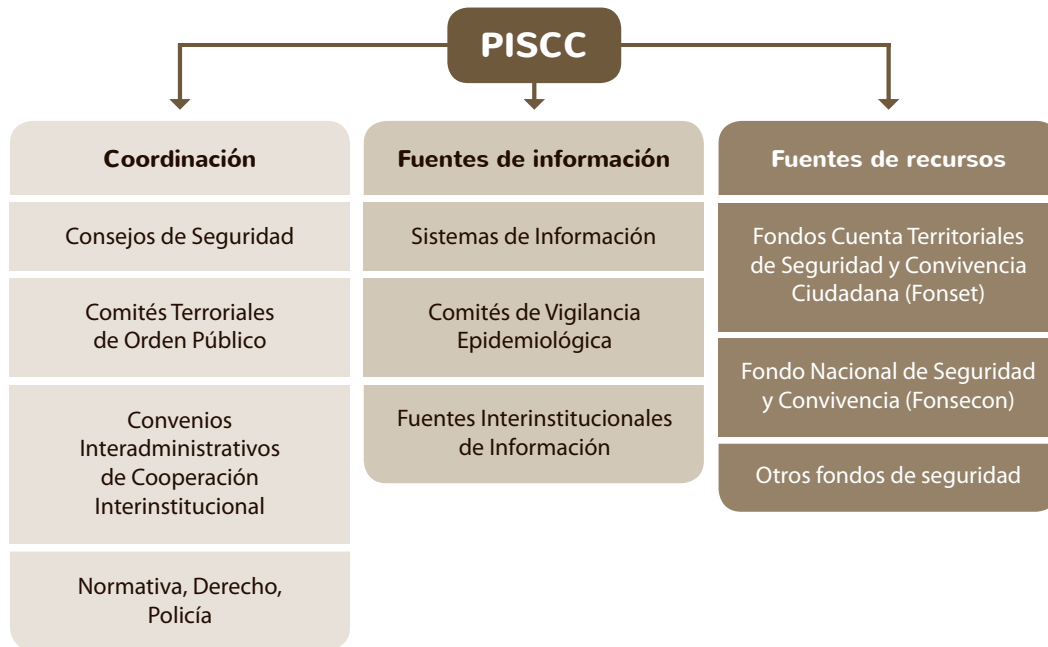 PISCC
Coordinación
Consejos de Seguridad
Comités Terroriales
de Orden Público
Convenios
Interadministrativos
de Cooperación
Interinstitucional
Normativa, Derecho,
Policía
Fuentes de información
Sistemas de Información
Comités de Vigilancia
Epidemiológica
Fuentes Interinstitucionales
de Información
Fuentes de recursos
Fondos Cuenta Territoriales
de Seguridad y Convivencia
Ciudadana (Fonset)
Fondo Nacional de Seguridad
y Convivencia (Fonsecon)
Otros fondos de seguridad